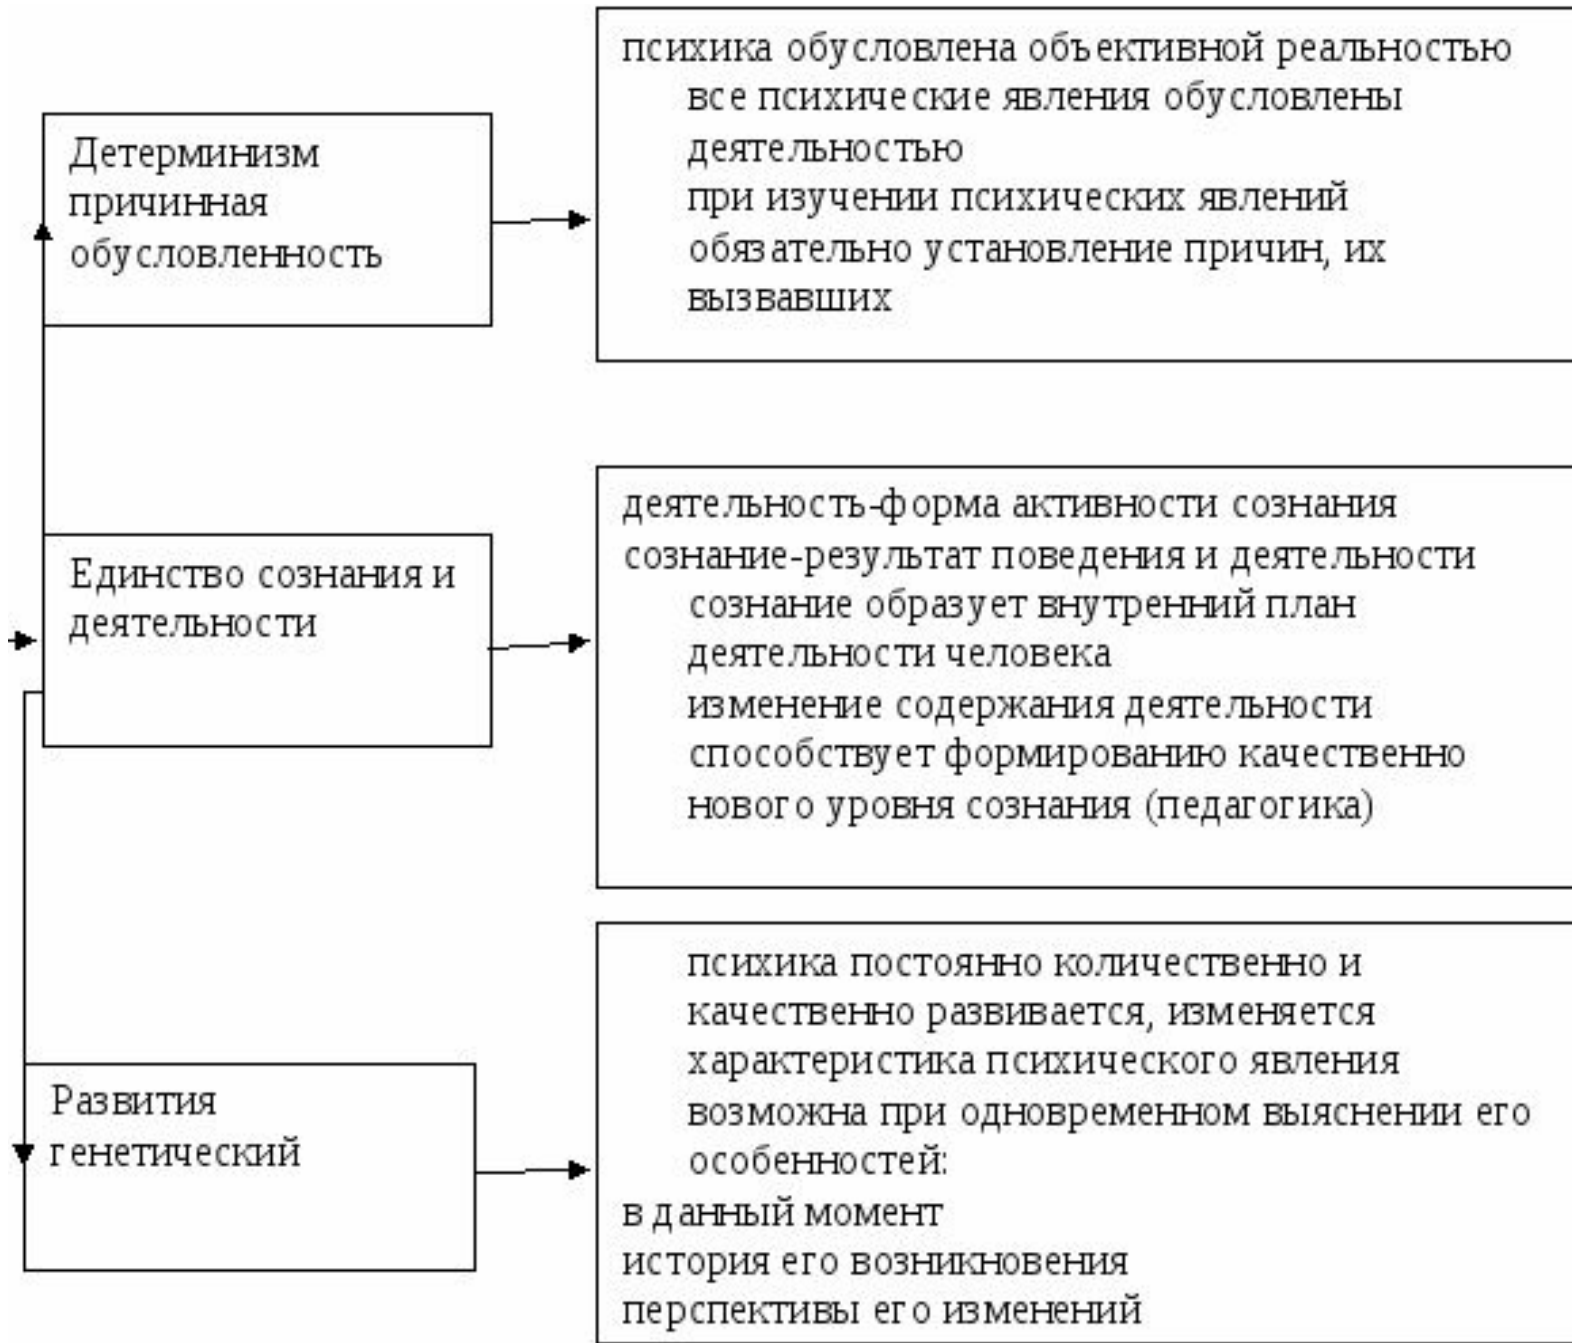 Детерминизм
причинная
обусловленность
психика обусловлена объективной реальностью
все психические явления обусловлены
деятельностью
при изучении психических явлений
обязательно установление причин, их
вызвавших
Единство сознания и
деятельности
деятельность-форма активности сознания
сознание-результат поведения и деятельности
сознание образует внутренний план
деятельности человека
изменение содержания деятельности
способствует формированию качественно
нового уровня сознания (педагогика)
Развития
генетический
психика постоянно количественно и
качественно развивается, изменяется
характеристика психического явления
возможна при одновременном выяснении его
особенностей:
в данный момент
история его возникновения
перспективы его изменений